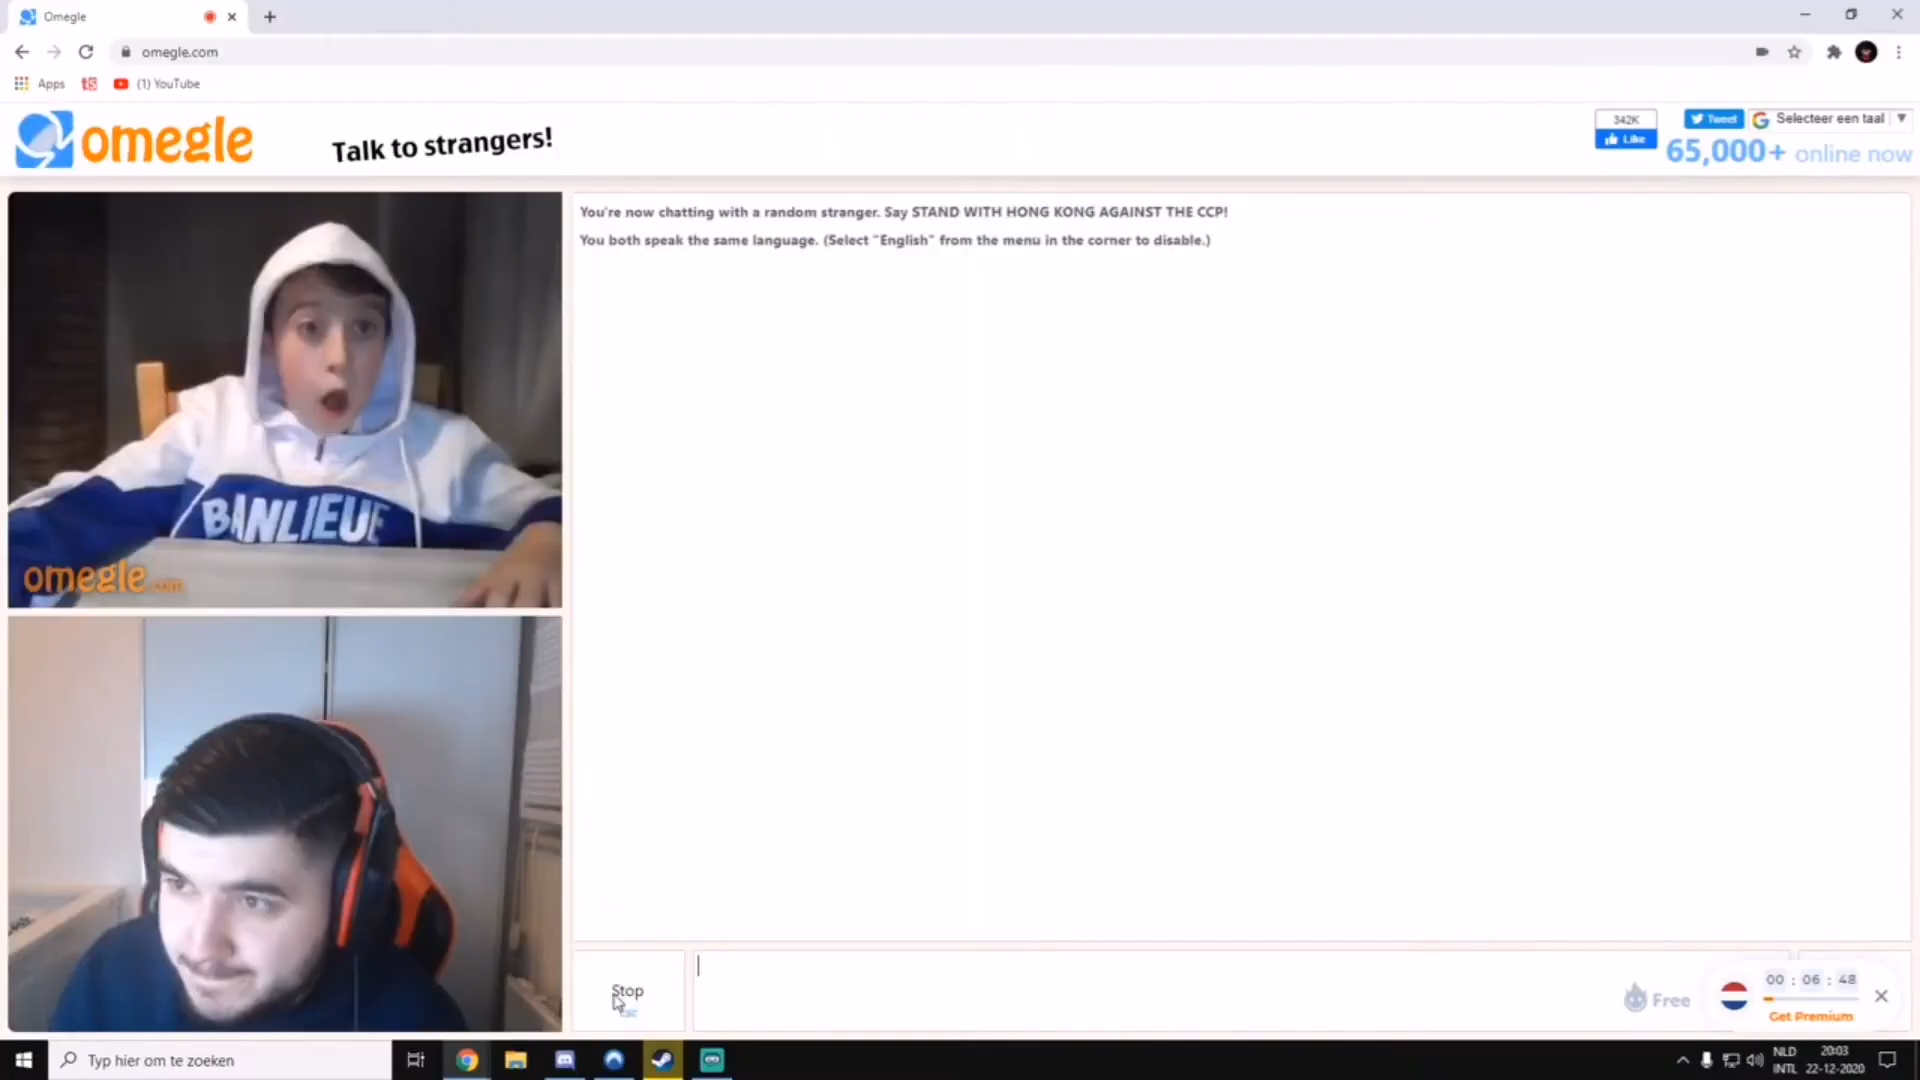 Omegle
omegle.com
Apps
(1) YouTube
omegle
Talk to strangers!
342K
Like
Tweet
Selecteer een taal
65,000+ online now
You're now chatting with a random stranger. Say STAND WITH HONG KONG AGAINST THE CCP!
You both speak the same language. (Select "English" from the menu in the corner to disable.)
BANLIEUE
omegle.com
Stop
Esc
Free
00 : 06 : 48
Get Premium
Typ hier om te zoeken
NLD
INTL
20:03
22-12-2020